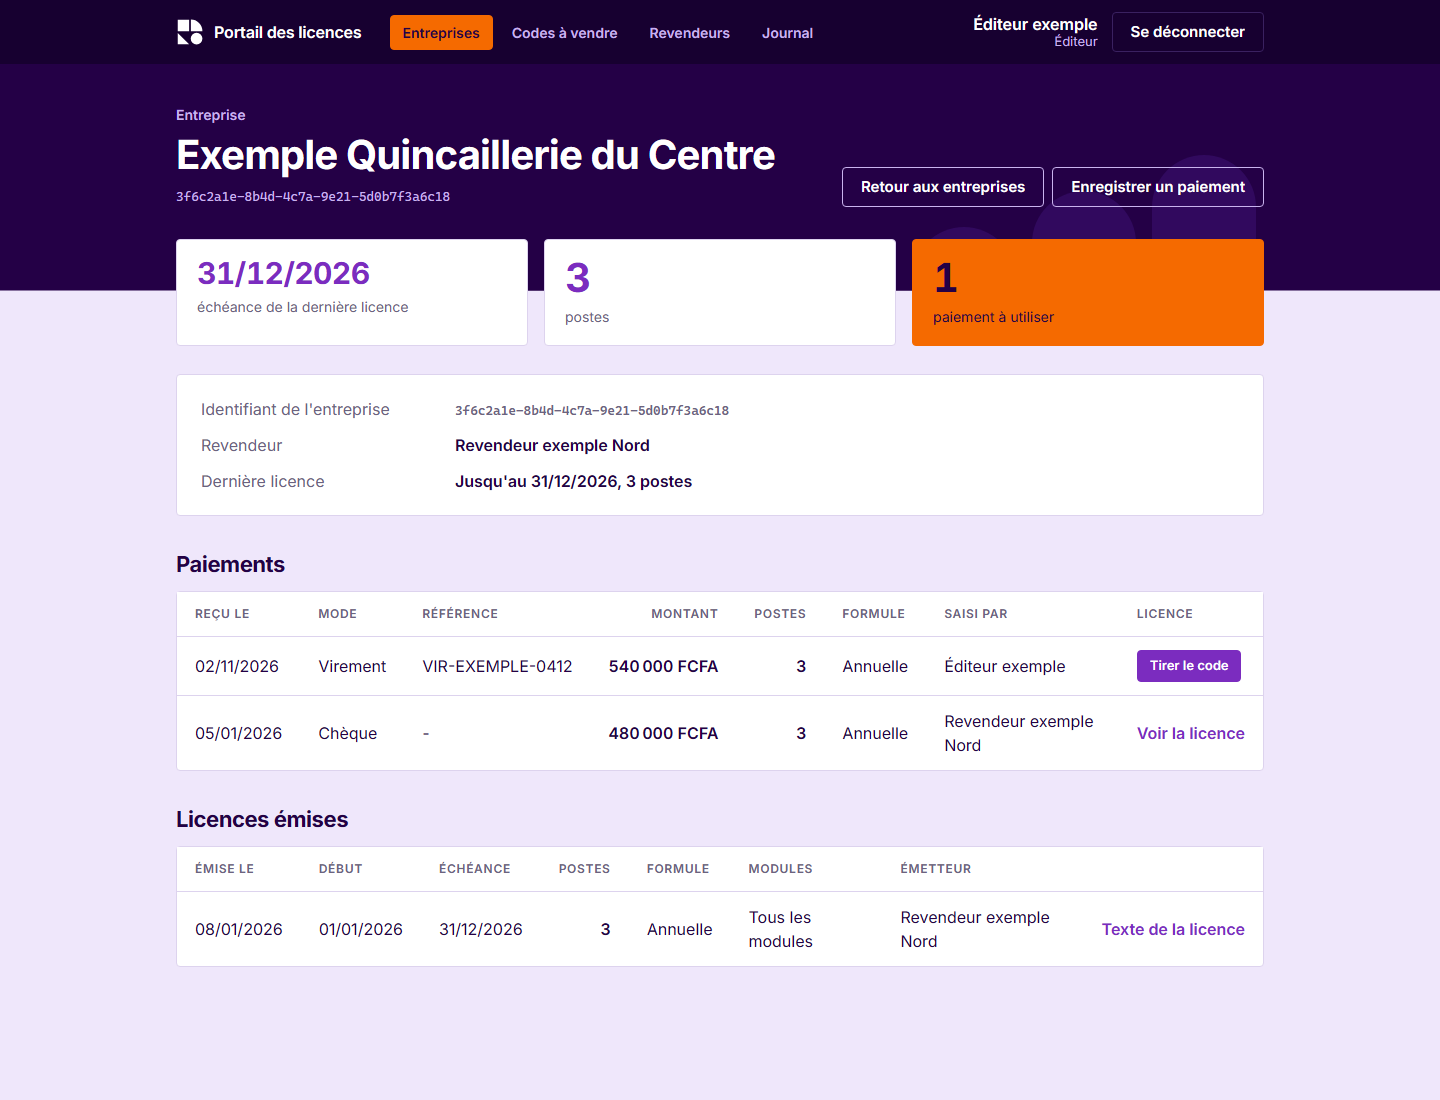 Portail des licences
Entreprises
Codes à vendre
Revendeurs
Journal
Éditeur exemple
Éditeur
Se déconnecter
Entreprise
Exemple Quincaillerie du Centre
3f6c2a1e-8b4d-4c7a-9e21-5d0b7f3a6c18
Retour aux entreprises
Enregistrer un paiement
31/12/2026
échéance de la dernière licence
3
postes
1
paiement à utiliser
Identifiant de l'entreprise 3f6c2a1e-8b4d-4c7a-9e21-5d0b7f3a6c18
Revendeur Revendeur exemple Nord
Dernière licence Jusqu'au 31/12/2026, 3 postes
Paiements
REÇU LE MODE RÉFÉRENCE MONTANT POSTES FORMULE SAISI PAR LICENCE
02/11/2026 Virement VIR-EXEMPLE-0412 540 000 FCFA 3 Annuelle Éditeur exemple Tirer le code
05/01/2026 Chèque - 480 000 FCFA 3 Annuelle Revendeur exemple Nord Voir la licence
Licences émises
ÉMISE LE DÉBUT ÉCHÉANCE POSTES FORMULE MODULES ÉMETTEUR
08/01/2026 01/01/2026 31/12/2026 3 Annuelle Tous les modules Revendeur exemple Nord Texte de la licence